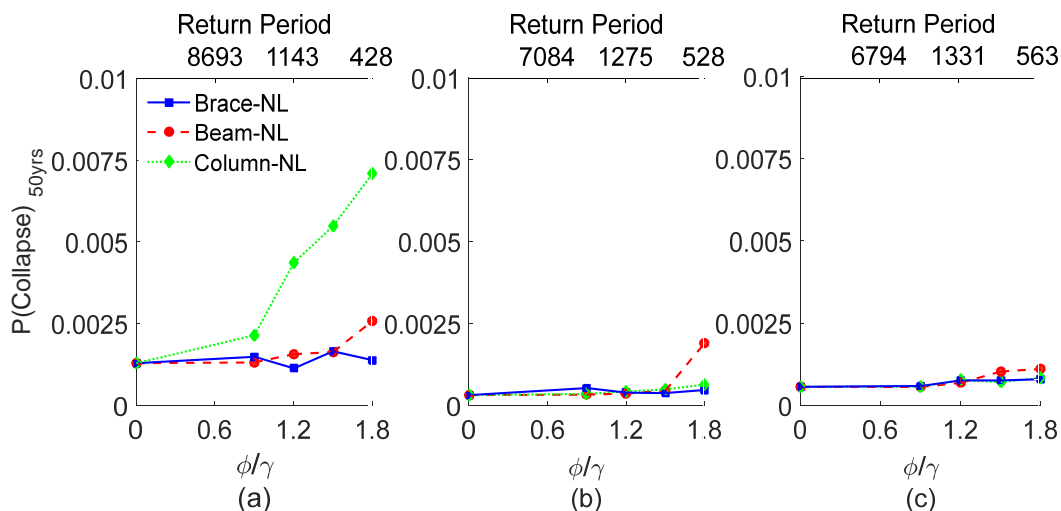 Return Period
8693 1143 428
0.01
0.0075
0.005
0.0025
0
P(Collapse) 50yrs
Brace-NL
Beam-NL
Column-NL
0 0.6 1.2 1.8
ϕ/γ
(a)
Return Period
7084 1275 528
0.01
0.0075
0.005
0.0025
0
0 0.6 1.2 1.8
ϕ/γ
(b)
Return Period
6794 1331 563
0.01
0.0075
0.005
0.0025
0
0 0.6 1.2 1.8
ϕ/γ
(c)